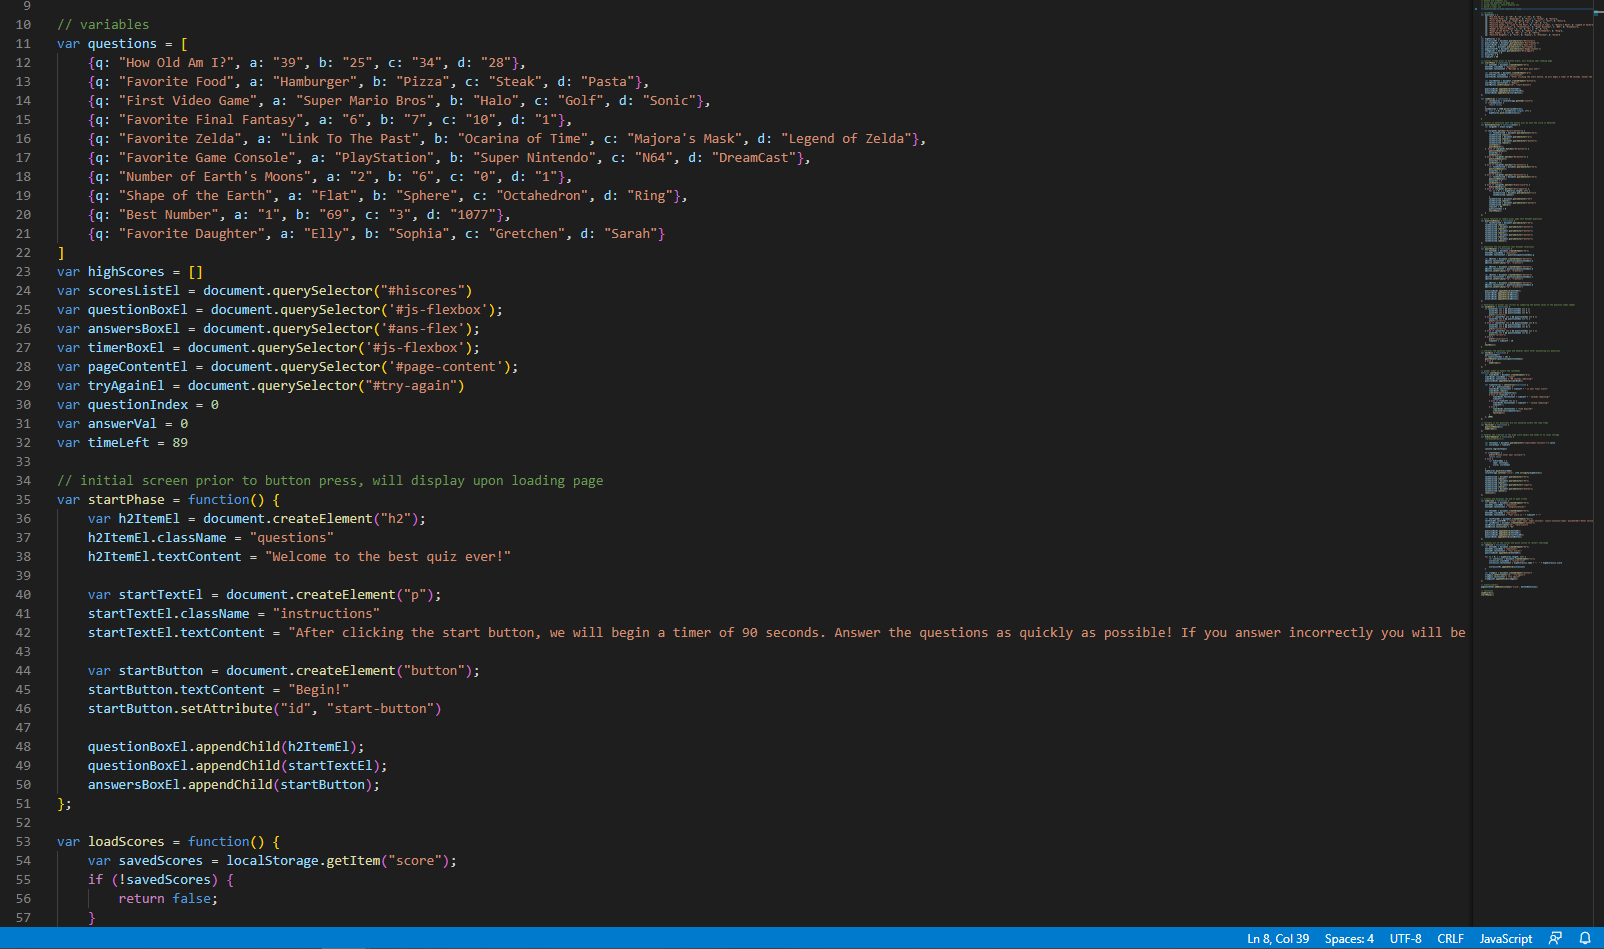 9
10 // variables
11 var questions = [
12     {q: "How Old Am I?", a: "39", b: "25", c: "34", d: "28"},
13     {q: "Favorite Food", a: "Hamburger", b: "Pizza", c: "Steak", d: "Pasta"},
14     {q: "First Video Game", a: "Super Mario Bros", b: "Halo", c: "Golf", d: "Sonic"},
15     {q: "Favorite Final Fantasy", a: "6", b: "7", c: "10", d: "1"},
16     {q: "Favorite Zelda", a: "Link To The Past", b: "Ocarina of Time", c: "Majora's Mask", d: "Legend of Zelda"},
17     {q: "Favorite Game Console", a: "PlayStation", b: "Super Nintendo", c: "N64", d: "DreamCast"},
18     {q: "Number of Earth's Moons", a: "2", b: "6", c: "0", d: "1"},
19     {q: "Shape of the Earth", a: "Flat", b: "Sphere", c: "Octahedron", d: "Ring"},
20     {q: "Best Number", a: "1", b: "69", c: "3", d: "1077"},
21     {q: "Favorite Daughter", a: "Elly", b: "Sophia", c: "Gretchen", d: "Sarah"}
22 ]
23 var highScores = []
24 var scoresListEl = document.querySelector("#hiscores")
25 var questionBoxEl = document.querySelector('#js-flexbox');
26 var answersBoxEl = document.querySelector('#ans-flex');
27 var timerBoxEl = document.querySelector('#js-flexbox');
28 var pageContentEl = document.querySelector('#page-content');
29 var tryAgainEl = document.querySelector("#try-again")
30 var questionIndex = 0
31 var answerVal = 0
32 var timeLeft = 89
33
34 // initial screen prior to button press, will display upon loading page
35 var startPhase = function() {
36     var h2ItemEl = document.createElement("h2");
37     h2ItemEl.className = "questions"
38     h2ItemEl.textContent = "Welcome to the best quiz ever!"
39
40     var startTextEl = document.createElement("p");
41     startTextEl.className = "instructions"
42     startTextEl.textContent = "After clicking the start button, we will begin a timer of 90 seconds. Answer the questions as quickly as possible! If you answer incorrectly you will be
43
44     var startButton = document.createElement("button");
45     startButton.textContent = "Begin!"
46     startButton.setAttribute("id", "start-button")
47
48     questionBoxEl.appendChild(h2ItemEl);
49     questionBoxEl.appendChild(startTextEl);
50     answersBoxEl.appendChild(startButton);
51 };
52
53 var loadScores = function() {
54     var savedScores = localStorage.getItem("score");
55     if (!savedScores) {
56         return false;
57     }
Ln 8, Col 39 Spaces: 4 UTF-8 CRLF JavaScript